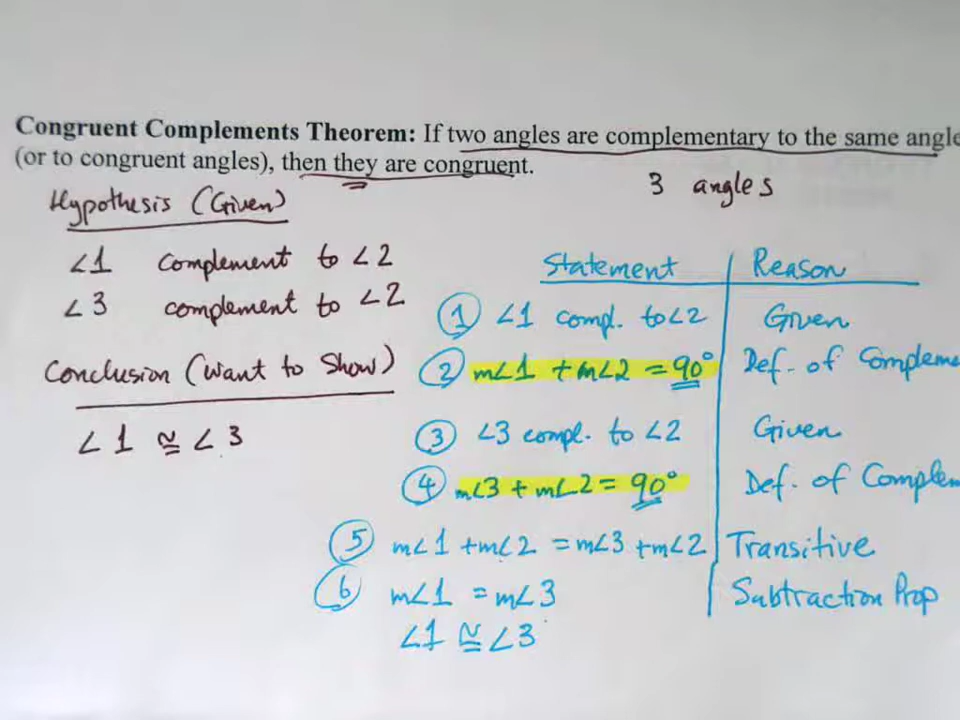 Congruent Complements Theorem: If two angles are complementary to the same angle
(or to congruent angles), then they are congruent.
3 angles
Hypothesis (Given)
∠1 complement to ∠2
∠3 complement to ∠2
Conclusion (Want to Show)
∠1 ≅ ∠3
Statement | Reason
① ∠1 compl. to ∠2 | Given
② m∠1 + m∠2 = 90° | Def. of Compleme
③ ∠3 compl. to ∠2 | Given
④ m∠3 + m∠2 = 90° | Def. of Complem
⑤ m∠1 + m∠2 = m∠3 + m∠2 | Transitive
⑥ m∠1 = m∠3 | Subtraction Prop
∠1 ≅ ∠3